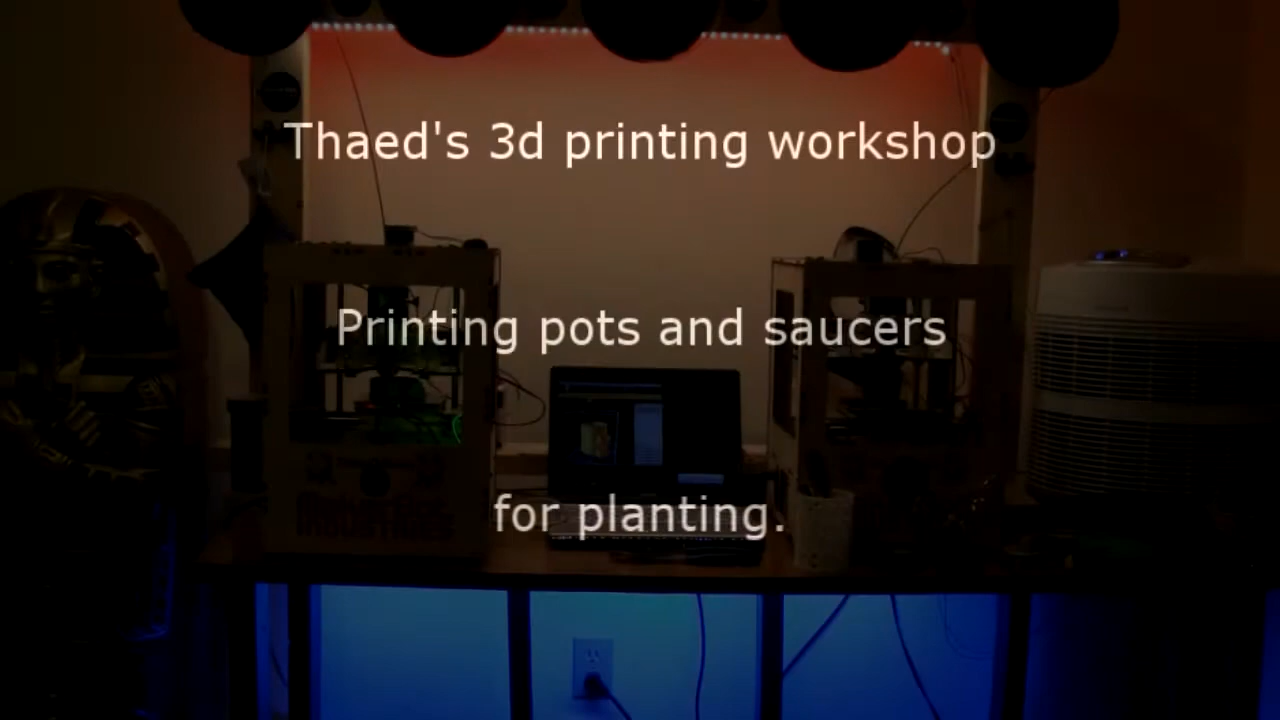 Thaed's 3d printing workshop
Printing pots and saucers
for planting.